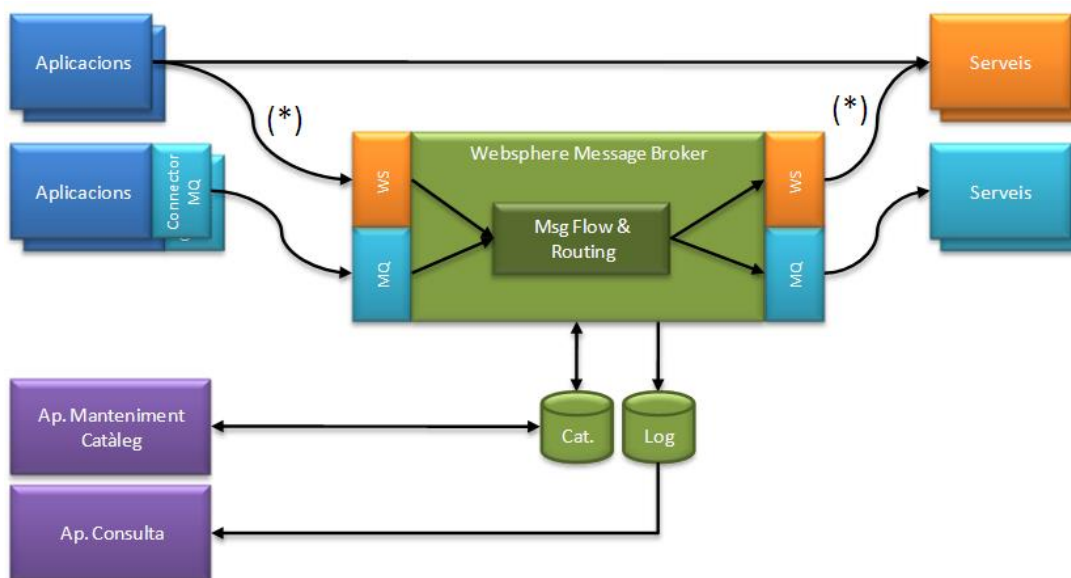 Aplicacions
Serveis
(*)
(*)
Websphere Message Broker
Aplicacions
Connector
MQ
WS
WS
Serveis
Msg Flow &
Routing
MQ
MQ
Ap. Manteniment
Catàleg
Cat.
Log
Ap. Consulta